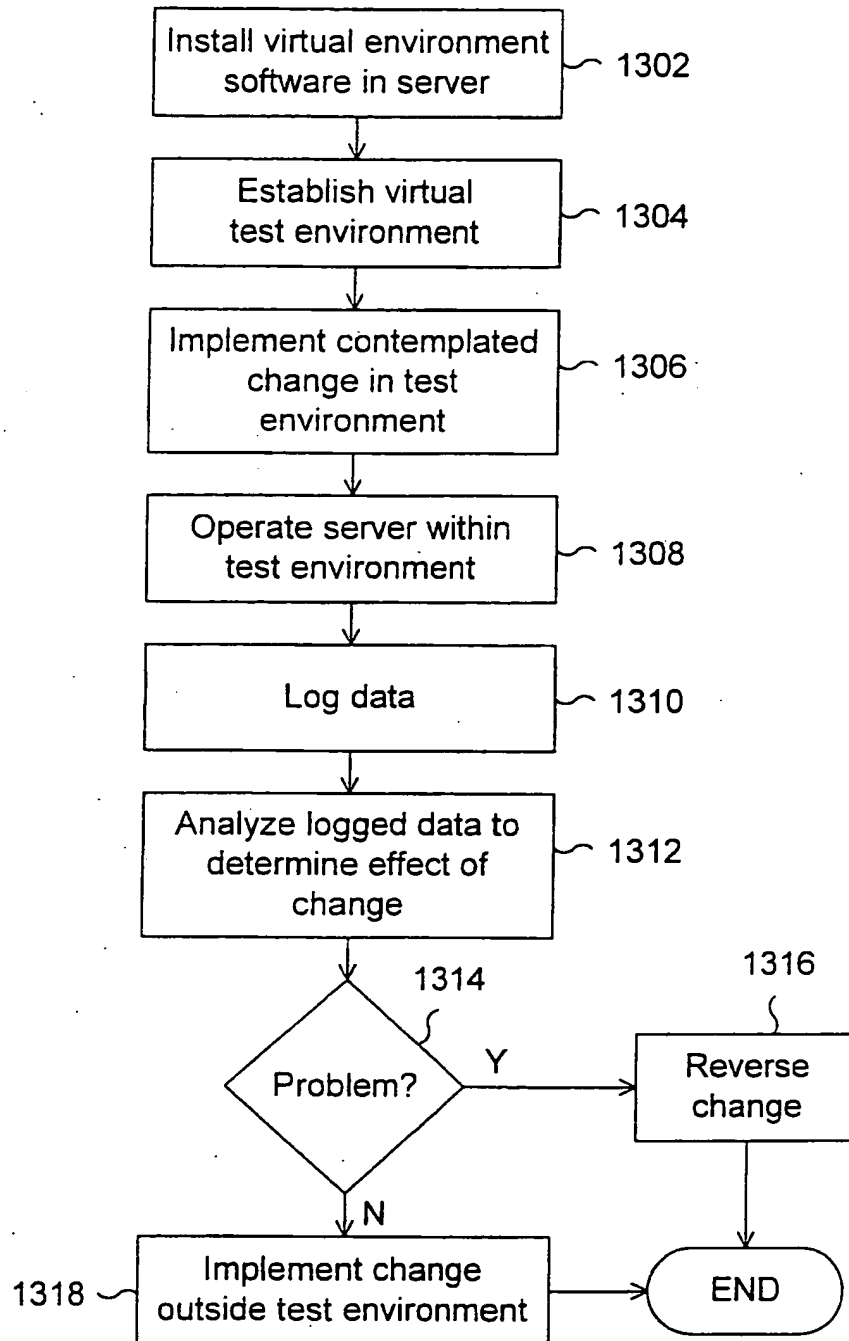 Install virtual environment
software in server
1302
Establish virtual
test environment
1304
Implement contemplated
change in test
environment
1306
Operate server within
test environment
1308
Log data
1310
Analyze logged data to
determine effect of
change
1312
1314
Problem?
Y
1316
Reverse
change
N
1318
Implement change
outside test environment
END